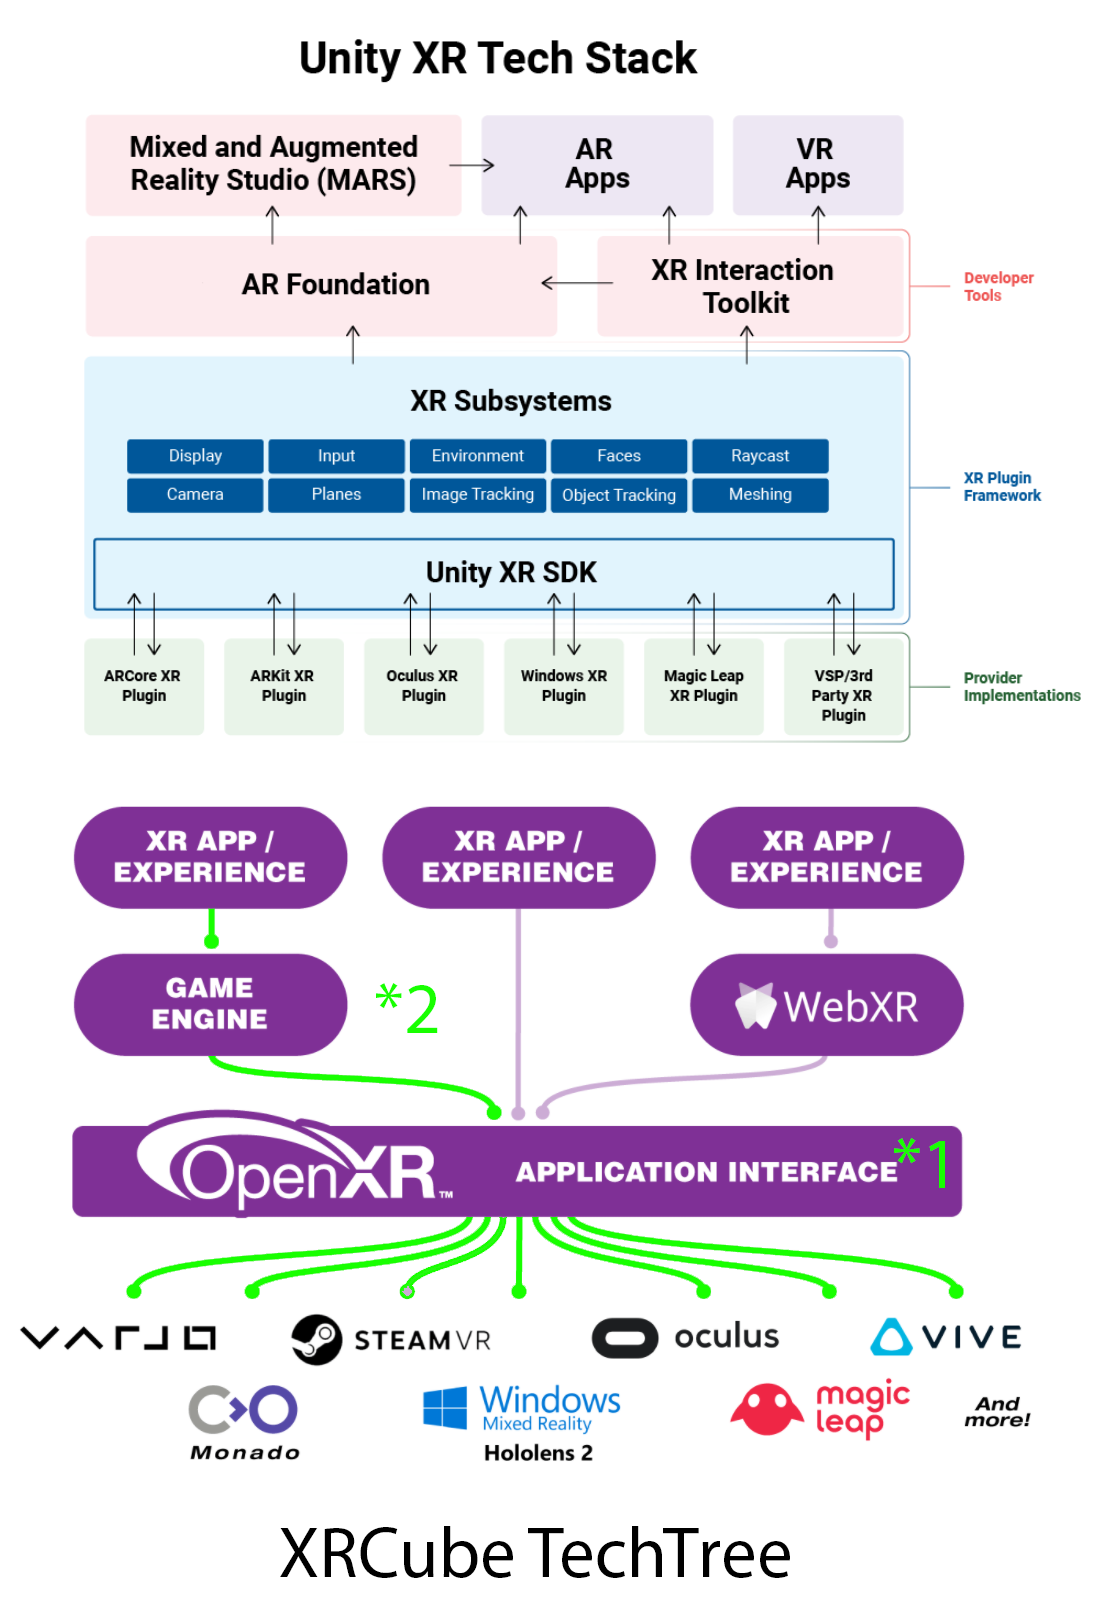 Unity XR Tech Stack
Mixed and Augmented
Reality Studio (MARS)
AR
Apps
VR
Apps
AR Foundation
XR Interaction
Toolkit
Developer
Tools
XR Subsystems
Display
Input
Environment
Faces
Raycast
Camera
Planes
Image Tracking
Object Tracking
Meshing
XR Plugin
Framework
Unity XR SDK
ARCore XR
Plugin
ARKit XR
Plugin
Oculus XR
Plugin
Windows XR
Plugin
Magic Leap
XR Plugin
VSP/3rd
Party XR
Plugin
Provider
Implementations
XR APP /
EXPERIENCE
XR APP /
EXPERIENCE
XR APP /
EXPERIENCE
GAME
ENGINE
*2
WebXR
OpenXR™
APPLICATION INTERFACE
*1
VARJO
STEAMVR
oculus
VIVE
Monado
Windows
Mixed Reality
Hololens 2
magic
leap
And
more!
XRCube TechTree